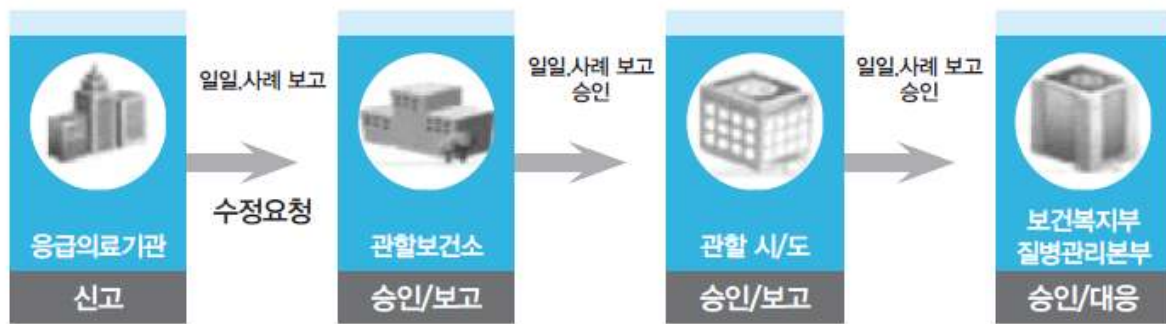 일일.사례 보고
수정요청
일일.사례 보고
승인
일일.사례 보고
승인
응급의료기관
신고
관할보건소
승인/보고
관할 시/도
승인/보고
보건복지부
질병관리본부
승인/대응